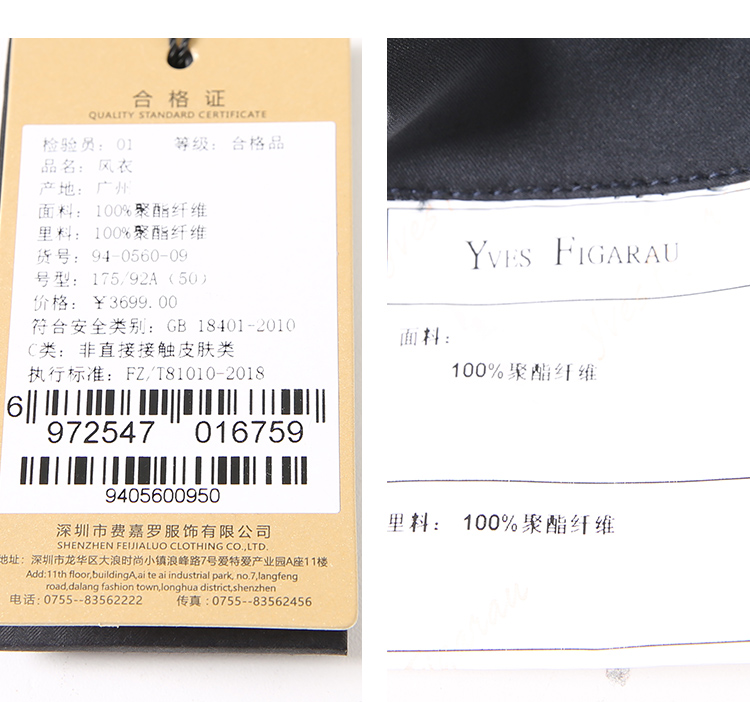 合格证
QUALITY STANDARD CERTIFICATE
检验员: 01 等级: 合格品
品名: 风衣
产地: 广州
面料: 100%聚酯纤维
里料: 100%聚酯纤维
货号: 94-0560-09
号型: 175/92A (50)
价格: ￥3699.00
符合安全类别: GB 18401-2010
C类: 非直接接触皮肤类
执行标准: FZ/T81010-2018
6 972547 016759
9405600950
深圳市费嘉罗服饰有限公司
SHENZHEN FEIJIALUO CLOTHING CO.,LTD.
地址: 深圳市龙华区大浪时尚小镇浪峰路7号爱特爱产业园A座11楼
Add:11th floor,buildingA,ai te ai industrial park, no.7,langfeng
road,dalang fashion town,longhua district,shenzhen
电话: 0755--83562222 传真: 0755--83562456
YVES FIGARAU
面料:
100%聚酯纤维
里料: 100%聚酯纤维